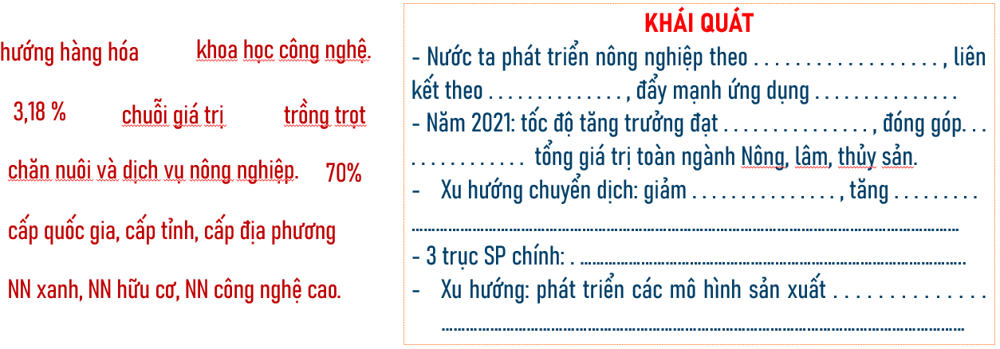 hướng hàng hóa
khoa học công nghệ.
3,18 %
chuỗi giá trị
trồng trọt
chăn nuôi và dịch vụ nông nghiệp.
70%
cấp quốc gia, cấp tỉnh, cấp địa phương
NN xanh, NN hữu cơ, NN công nghệ cao.
KHÁI QUÁT
- Nước ta phát triển nông nghiệp theo . . . . . . . . . . . . . . . . . . , liên
kết theo . . . . . . . . . . . . . , đẩy mạnh ứng dụng . . . . . . . . . . . . . .
- Năm 2021: tốc độ tăng trưởng đạt . . . . . . . . . . . . . . , đóng góp. . .
. . . . . . . . . . . . tổng giá trị toàn ngành Nông, lâm, thủy sản.
- Xu hướng chuyển dịch: giảm . . . . . . . . . . . . . . , tăng . . . . . . . . .
……………………………………………………………………………………
- 3 trục SP chính: . ……………………………………………………………
- Xu hướng: phát triển các mô hình sản xuất . . . . . . . . . . . . . . .
………………………………………………………………………………